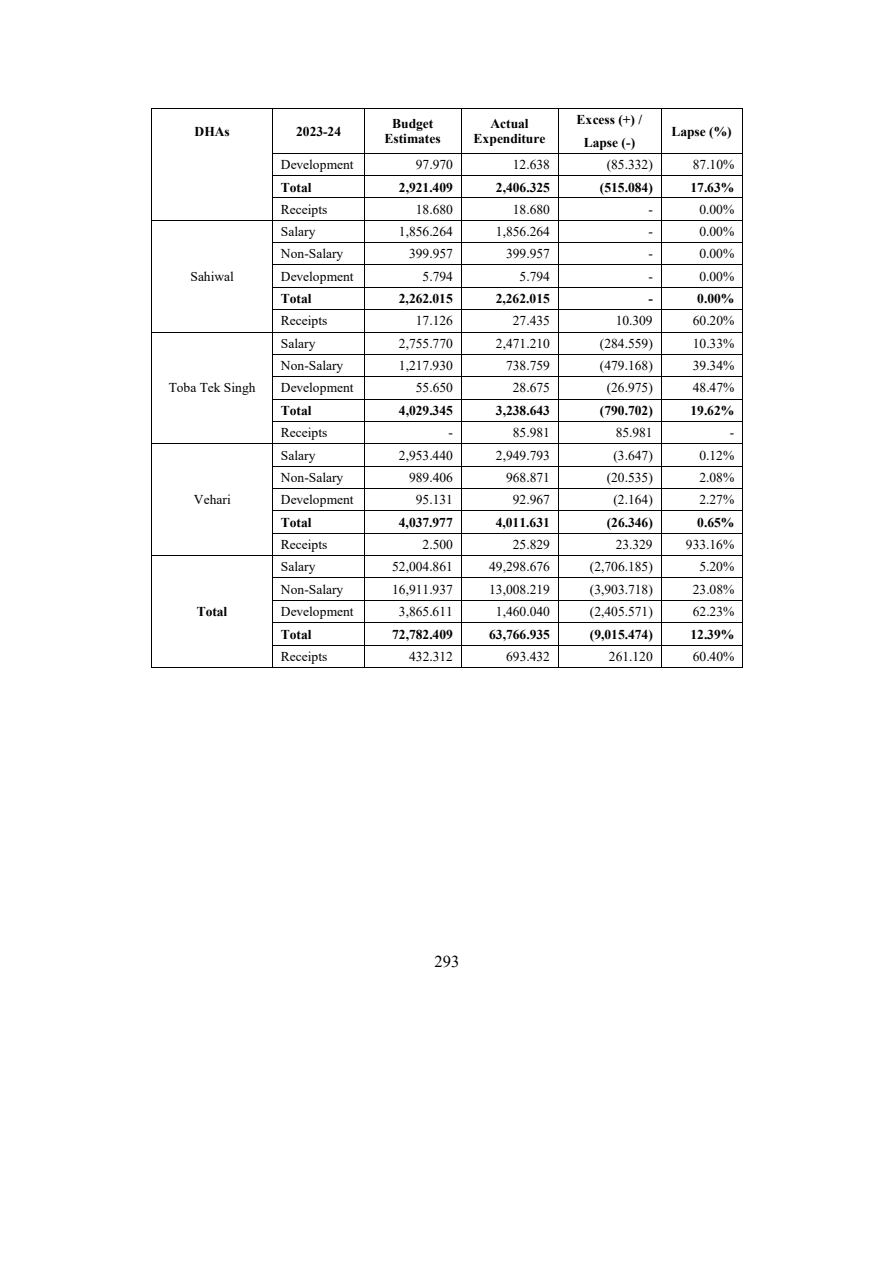 DHAs 2023-24 Budget Estimates Actual Expenditure Excess (+) / Lapse (-) Lapse (%)
Development 97.970 12.638 (85.332) 87.10%
Total 2,921.409 2,406.325 (515.084) 17.63%
Receipts 18.680 18.680 - 0.00%
Sahiwal Salary 1,856.264 1,856.264 - 0.00%
Non-Salary 399.957 399.957 - 0.00%
Development 5.794 5.794 - 0.00%
Total 2,262.015 2,262.015 - 0.00%
Receipts 17.126 27.435 10.309 60.20%
Toba Tek Singh Salary 2,755.770 2,471.210 (284.559) 10.33%
Non-Salary 1,217.930 738.759 (479.168) 39.34%
Development 55.650 28.675 (26.975) 48.47%
Total 4,029.345 3,238.643 (790.702) 19.62%
Receipts - 85.981 85.981 -
Vehari Salary 2,953.440 2,949.793 (3.647) 0.12%
Non-Salary 989.406 968.871 (20.535) 2.08%
Development 95.131 92.967 (2.164) 2.27%
Total 4,037.977 4,011.631 (26.346) 0.65%
Receipts 2.500 25.829 23.329 933.16%
Total Salary 52,004.861 49,298.676 (2,706.185) 5.20%
Non-Salary 16,911.937 13,008.219 (3,903.718) 23.08%
Development 3,865.611 1,460.040 (2,405.571) 62.23%
Total 72,782.409 63,766.935 (9,015.474) 12.39%
Receipts 432.312 693.432 261.120 60.40%
293